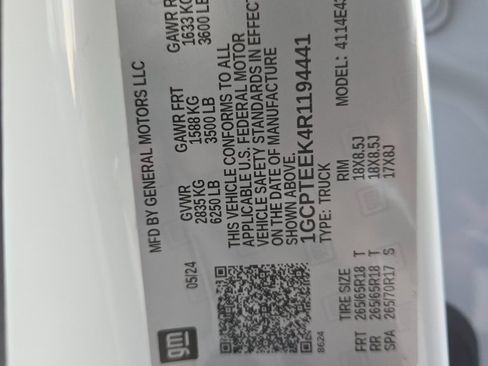 gm
MFD BY GENERAL MOTORS LLC
05/24
GVWR
2835 KG
6250 LB
GAWR FRT
1588 KG
3500 LB
GAWR R
1633 KG
3600 LB
THIS VEHICLE CONFORMS TO ALL
APPLICABLE U.S. FEDERAL MOTOR
VEHICLE SAFETY STANDARDS IN EFFECT
ON THE DATE OF MANUFACTURE
SHOWN ABOVE.
1GCPTEEK4R1194441
TYPE: TRUCK
MODEL: 4114E43
8624
TIRE SIZE RIM
FRT 265/65R18 T 18X8.5J
RR 265/65R18 T 18X8.5J
SPA 265/70R17 S 17X8J